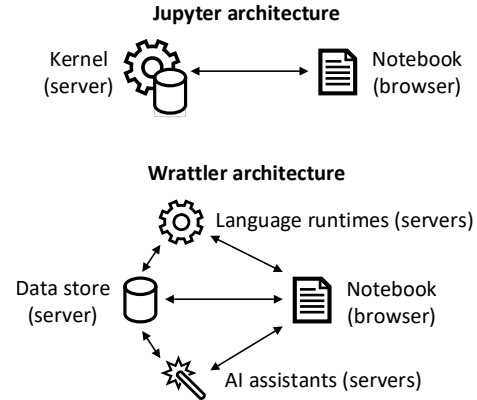 Jupyter architecture
Kernel
(server)
Notebook
(browser)
Wrattler architecture
Language runtimes (servers)
Data store
(server)
Notebook
(browser)
AI assistants (servers)